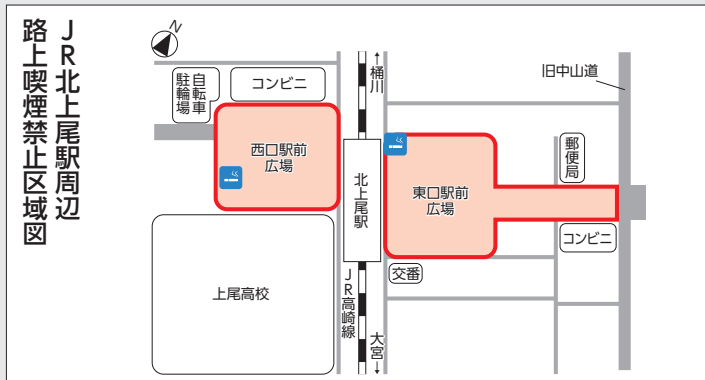 JR北上尾駅周辺
路上喫煙禁止区域図
N
自転車
駐輪場
コンビニ
西口駅前
広場
上尾高校
北上尾駅
JR高崎線
←桶川
大宮→
東口駅前
広場
交番
旧中山道
郵便局
コンビニ